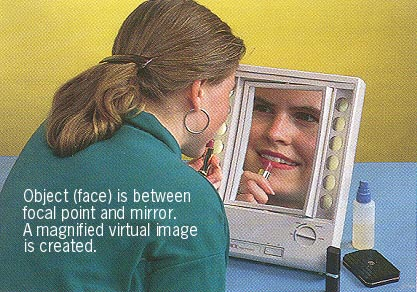 Object (face) is between
focal point and mirror.
A magnified virtual image
is created.